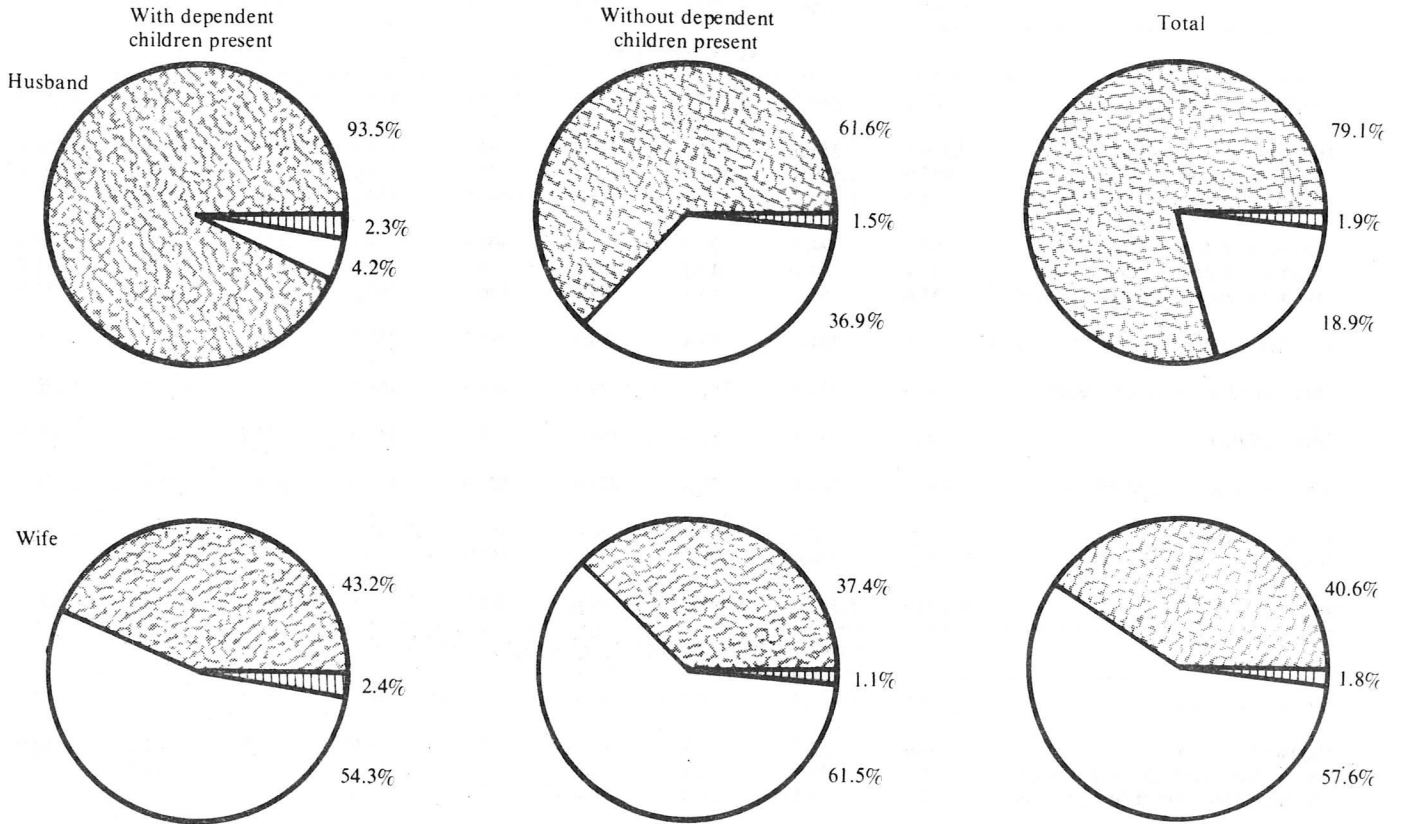 With dependent
children present
Without dependent
children present
Total
Husband
93.5%
2.3%
4.2%
61.6%
1.5%
36.9%
79.1%
1.9%
18.9%
Wife
43.2%
2.4%
54.3%
37.4%
1.1%
61.5%
40.6%
1.8%
57.6%